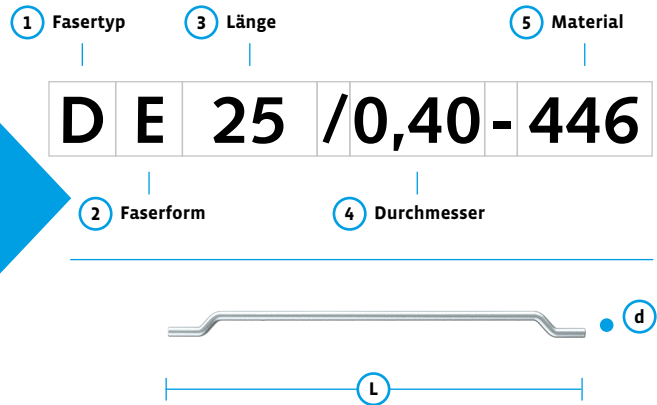 1 Fasertyp 3 Länge 5 Material
D E 25 /0,40-446
2 Faserform 4 Durchmesser
d
L